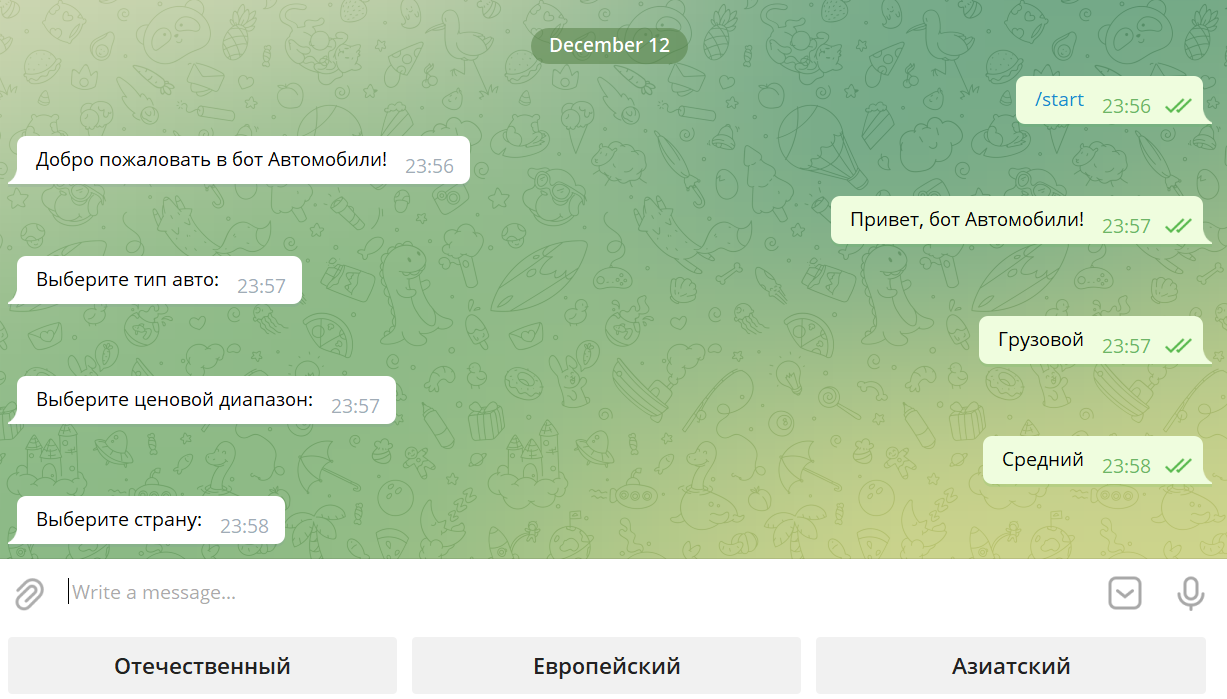 December 12
/start 23:56
Добро пожаловать в бот Автомобили! 23:56
Привет, бот Автомобили! 23:57
Выберите тип авто: 23:57
Грузовой 23:57
Выберите ценовой диапазон: 23:57
Средний 23:58
Выберите страну: 23:58
Write a message...
Отечественный Европейский Азиатский